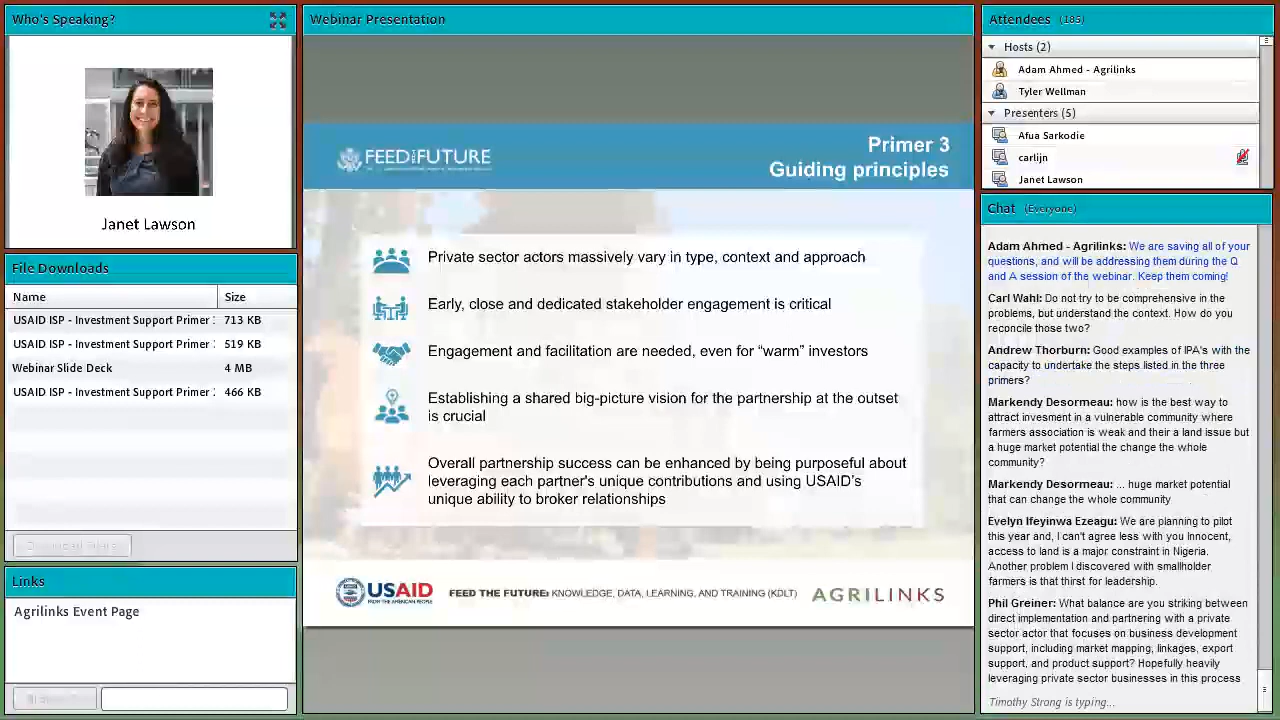 Who's Speaking?
Janet Lawson
File Downloads
Name Size
USAID ISP - Investment Support Primer 713 KB
USAID ISP - Investment Support Primer 519 KB
Webinar Slide Deck 4 MB
USAID ISP - Investment Support Primer 466 KB
Links
Agrilinks Event Page
Webinar Presentation
FEED THE FUTURE
Primer 3
Guiding principles
Private sector actors massively vary in type, context and approach
Early, close and dedicated stakeholder engagement is critical
Engagement and facilitation are needed, even for “warm” investors
Establishing a shared big-picture vision for the partnership at the outset
is crucial
Overall partnership success can be enhanced by being purposeful about
leveraging each partner's unique contributions and using USAID's
unique ability to broker relationships
USAID
FROM THE AMERICAN PEOPLE
FEED THE FUTURE: KNOWLEDGE, DATA, LEARNING, AND TRAINING (KDLT)
AGRILINKS
Attendees (185)
Hosts (2)
Adam Ahmed - Agrilinks
Tyler Wellman
Presenters (5)
Afua Sarkodie
carlijn
Janet Lawson
Chat (Everyone)
Adam Ahmed - Agrilinks: We are saving all of your
questions, and will be addressing them during the Q
and A session of the webinar. Keep them coming!
Carl Wahl: Do not try to be comprehensive in the
problems, but understand the context. How do you
reconcile those two?
Andrew Thorburn: Good examples of IPA's with the
capacity to undertake the steps listed in the three
primers?
Markendy Desormeau: how is the best way to
attract invesment in a vulnerable community where
farmers association is weak and their a land issue but
a huge market potential the change the whole
community?
Markendy Desormeau: ... huge market potential
that can change the whole community
Evelyn Ifeyinwa Ezeagu: We are planning to pilot
this year and, I can't agree less with you Innocent,
access to land is a major constraint in Nigeria.
Another problem I discovered with smallholder
farmers is that thirst for leadership.
Phil Greiner: What balance are you striking between
direct implementation and partnering with a private
sector actor that focuses on business development
support, including market mapping, linkages, export
support, and product support? Hopefully heavily
leveraging private sector businesses in this process
Timothy Strong is typing...